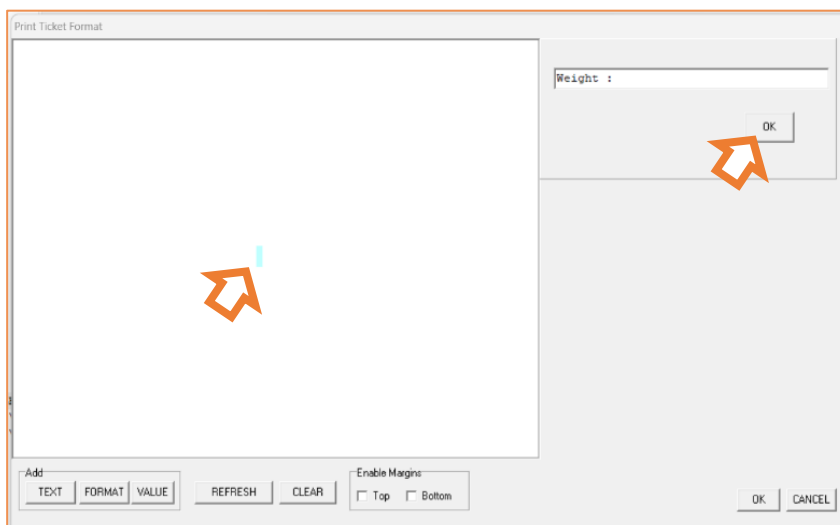 Print Ticket Format
Weight :
OK
Add
TEXT FORMAT VALUE
REFRESH CLEAR
Enable Margins
Top Bottom
OK CANCEL